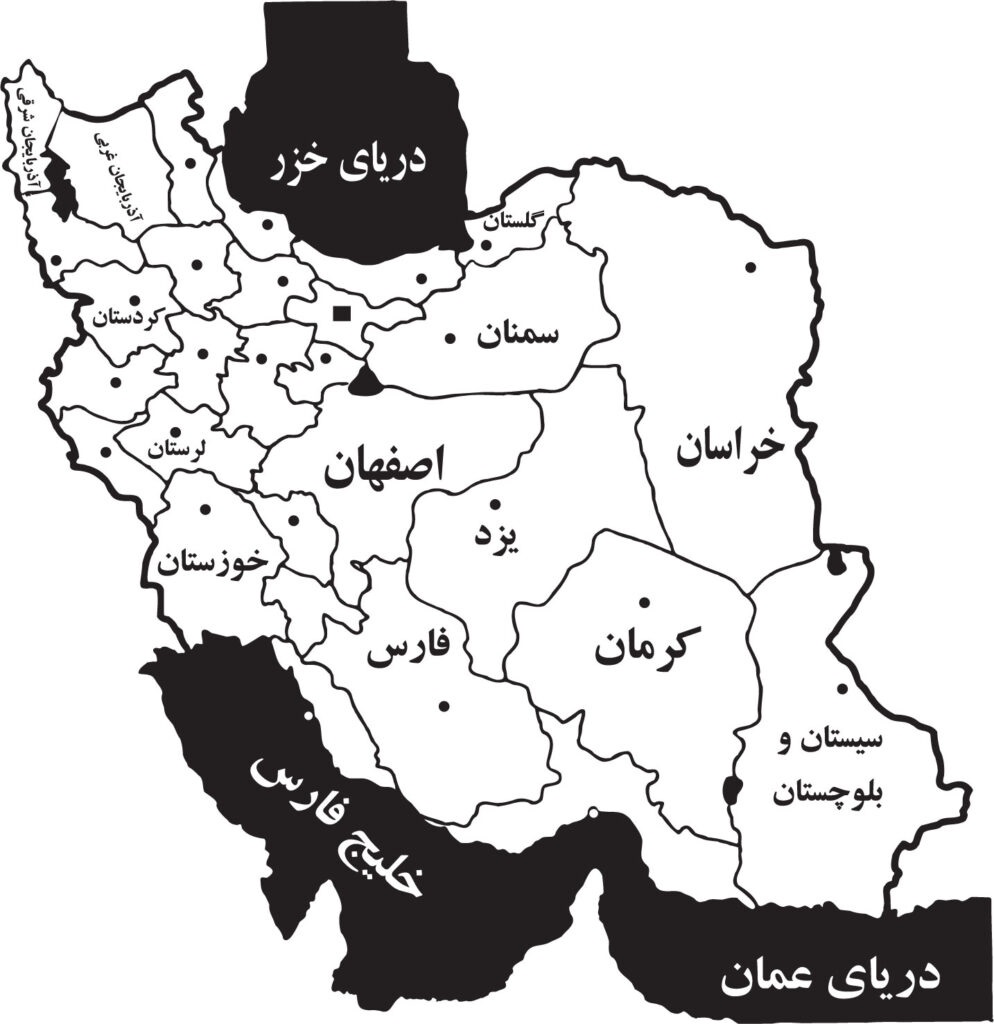 دریای خزر
آذربایجان شرقی
آذربایجان غربی
گلستان
کردستان
سمنان
لرستان
اصفهان
خراسان
یزد
خوزستان
فارس
کرمان
سیستان و
بلوچستان
خلیج فارس
دریای عمان